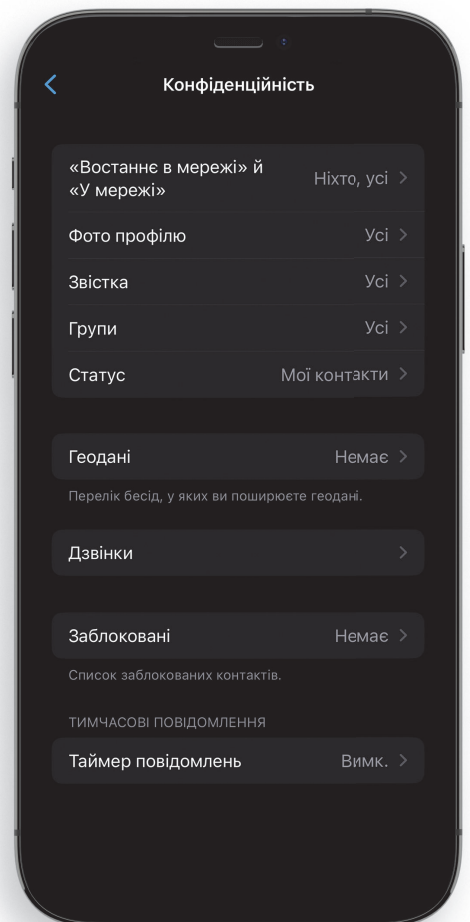 Конфіденційність
«Востаннє в мережі» й
«У мережі»
Ніхто, усі
Фото профілю Усі
Звістка Усі
Групи Усі
Статус Мої контакти
Геодані Немає
Перелік бесід, у яких ви поширюєте геодані.
Дзвінки
Заблоковані Немає
Список заблокованих контактів.
ТИМЧАСОВІ ПОВІДОМЛЕННЯ
Таймер повідомлень Вимк.